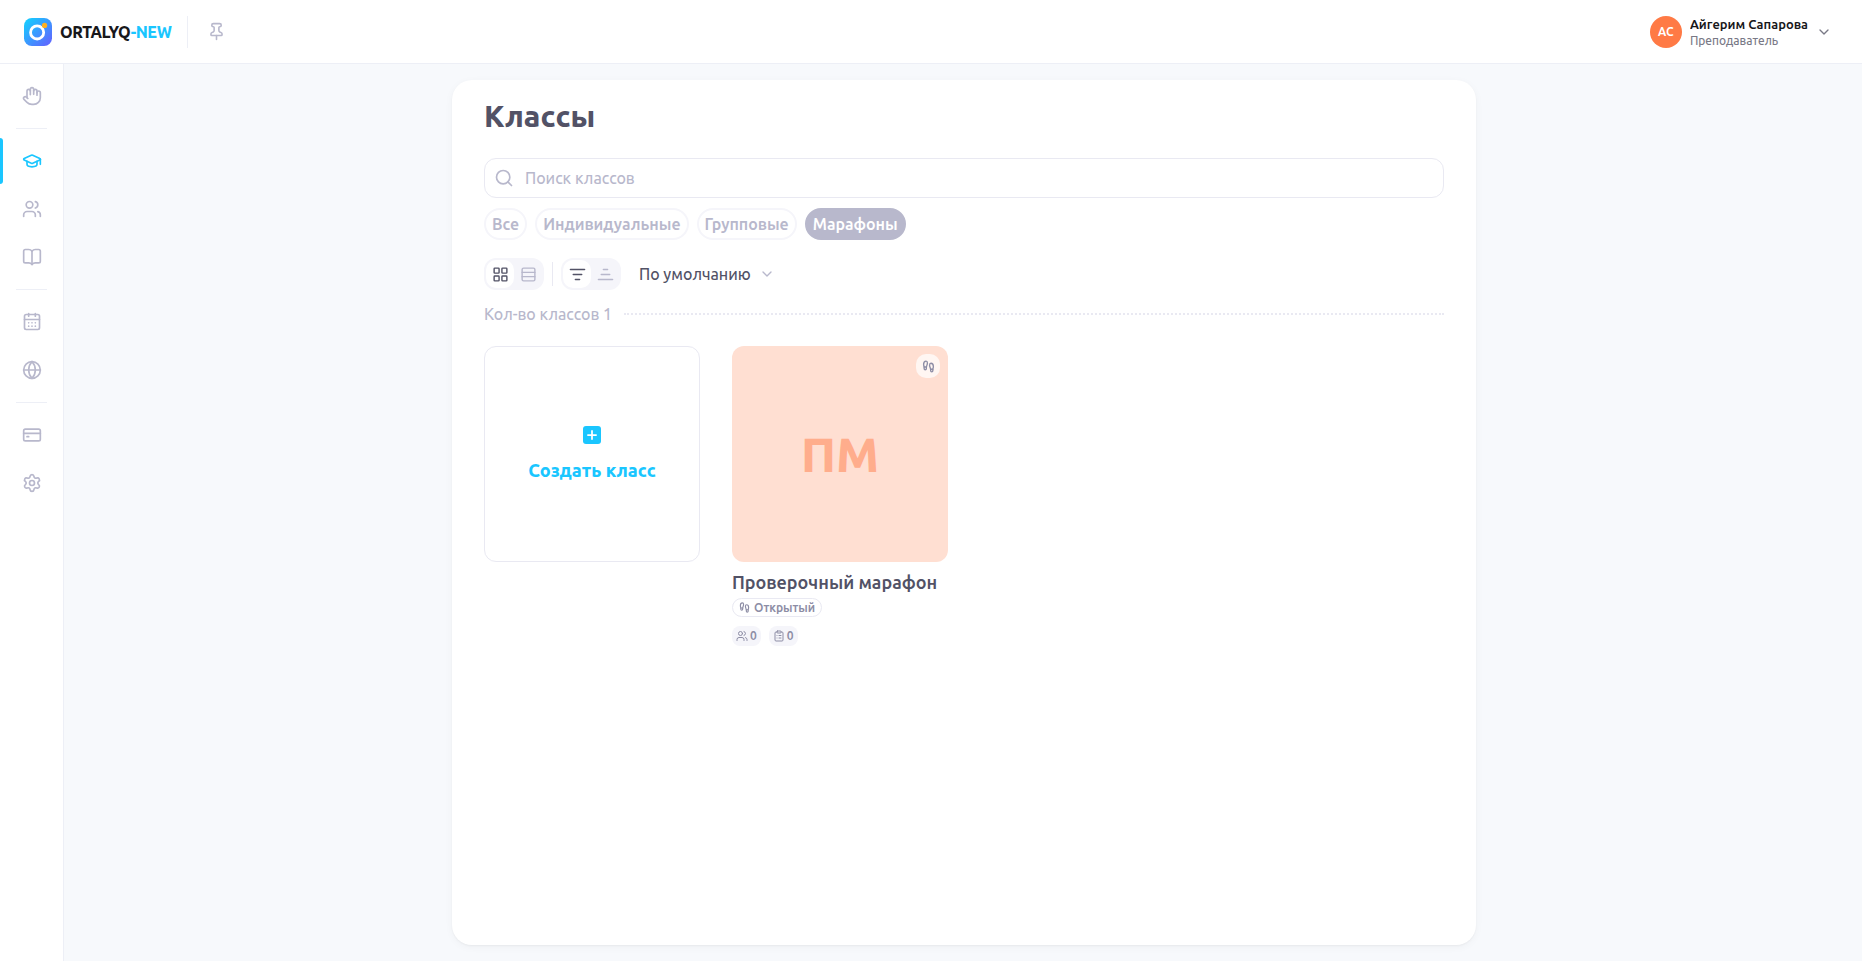 ORTALYQ-NEW
АС
Айгерим Сапарова
Преподаватель
Классы
Поиск классов
Все
Индивидуальные
Групповые
Марафоны
По умолчанию
Кол-во классов 1
Создать класс
ПМ
Проверочный марафон
Открытый
0
0